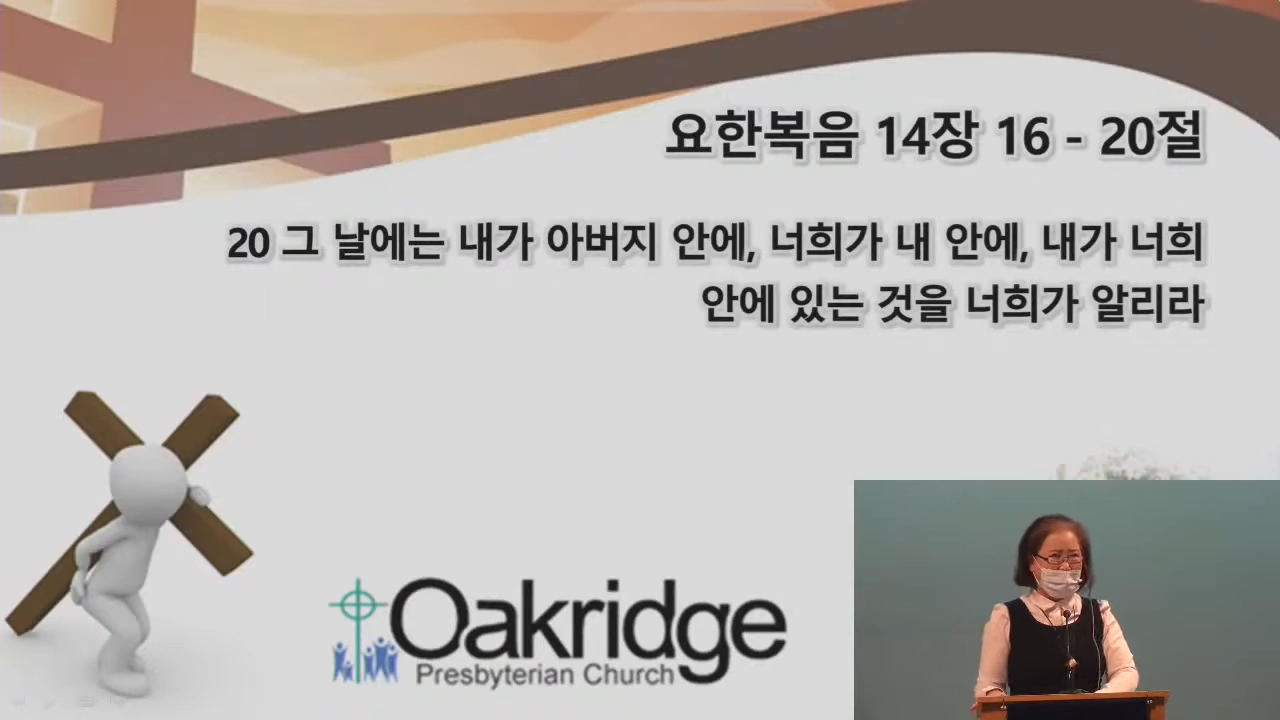 요한복음 14장 16 - 20절
20 그 날에는 내가 아버지 안에, 너희가 내 안에, 내가 너희
안에 있는 것을 너희가 알리라
Oakridge
Presbyterian Church